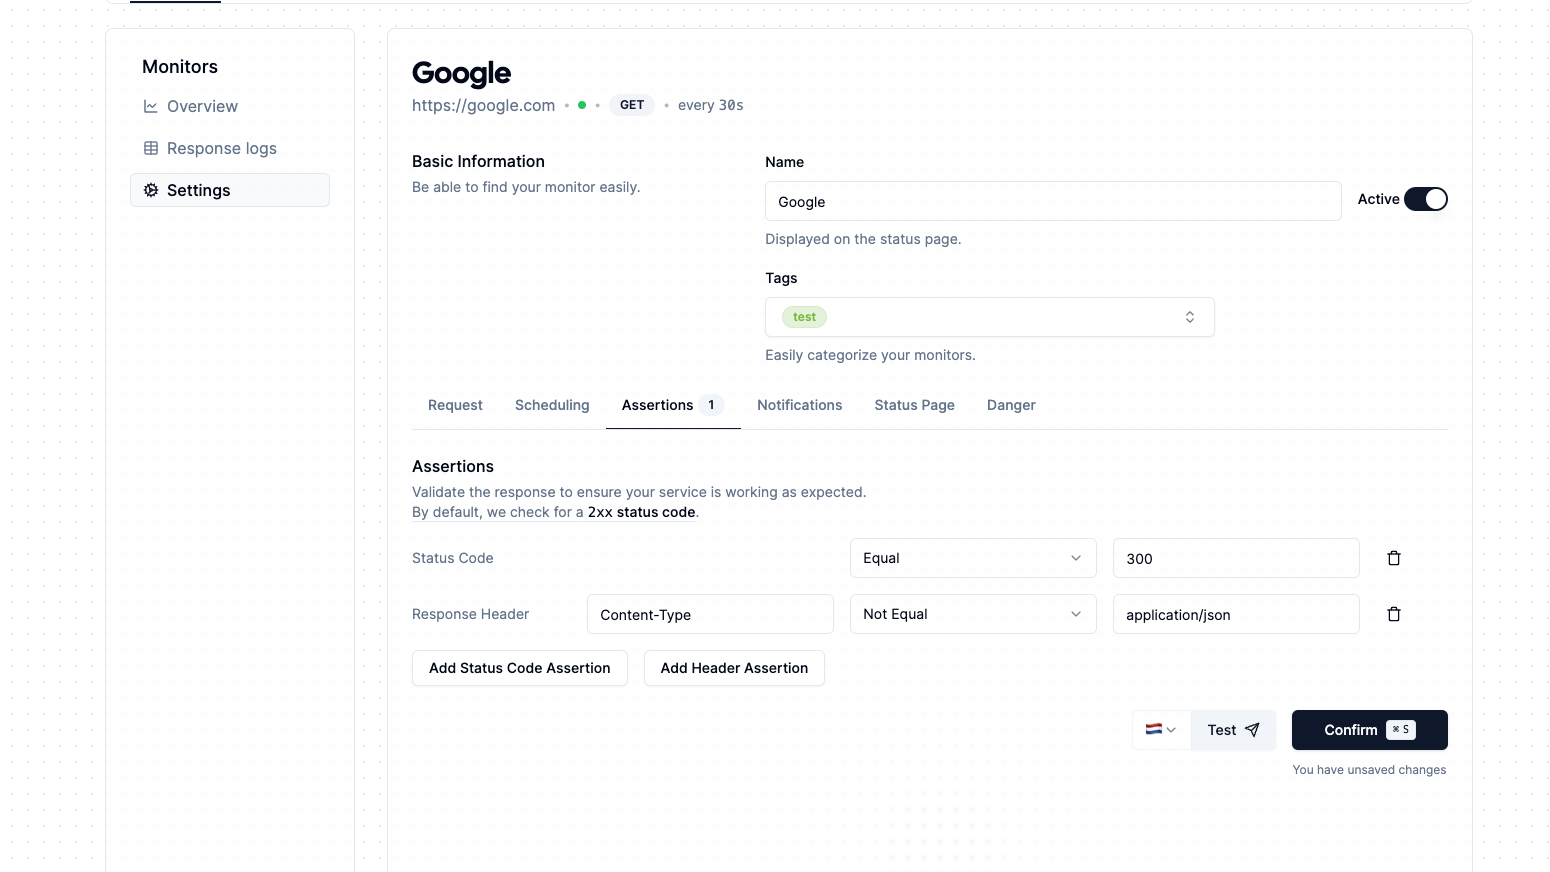 Monitors
Overview
Response logs
Settings
Google
https://google.com • • GET • every 30s
Basic Information
Be able to find your monitor easily.
Name
Google
Active
Displayed on the status page.
Tags
test
Easily categorize your monitors.
Request Scheduling Assertions 1 Notifications Status Page Danger
Assertions
Validate the response to ensure your service is working as expected.
By default, we check for a 2xx status code.
Status Code Equal 300
Response Header Content-Type Not Equal application/json
Add Status Code Assertion Add Header Assertion
Test Confirm ⌘ S
You have unsaved changes